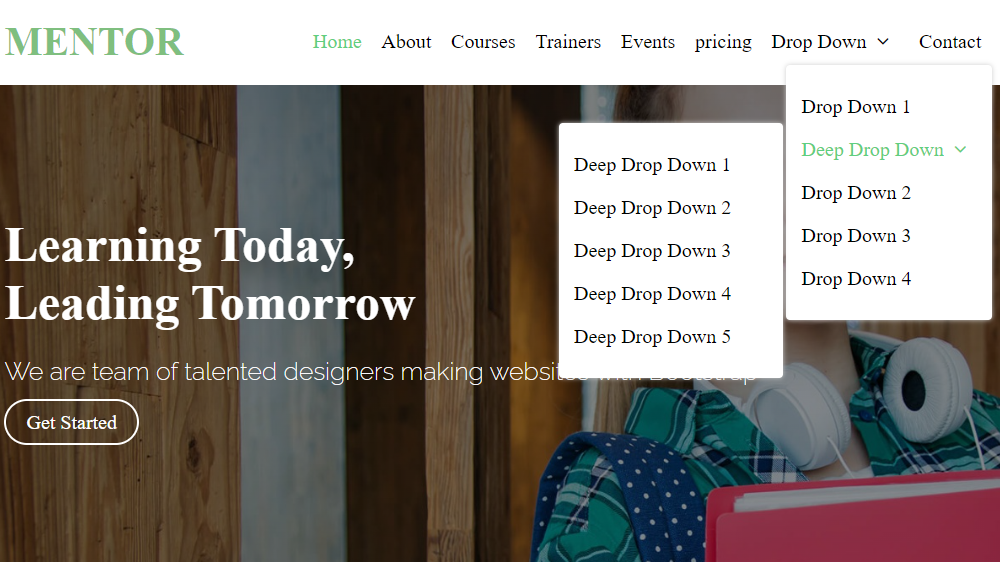 MENTOR
Home About Courses Trainers Events pricing Drop Down Contact
Drop Down 1
Deep Drop Down
Drop Down 2
Drop Down 3
Drop Down 4
Deep Drop Down 1
Deep Drop Down 2
Deep Drop Down 3
Deep Drop Down 4
Deep Drop Down 5
Learning Today,
Leading Tomorrow
We are team of talented designers making websites with Bootstrap
Get Started